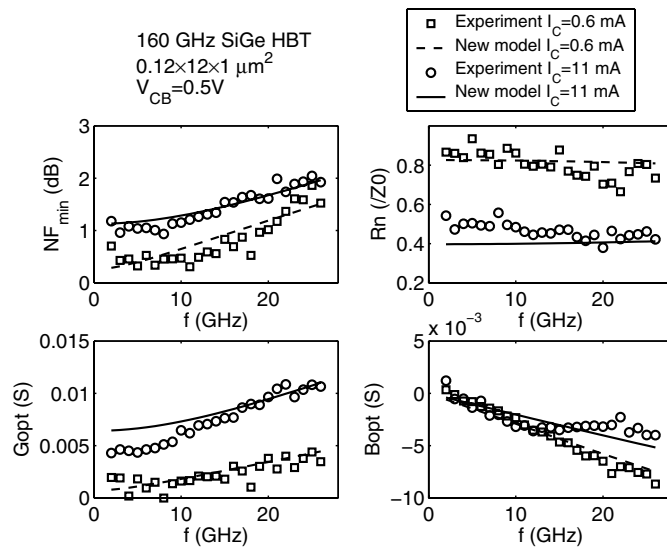 160 GHz SiGe HBT
0.12×12×1 μm²
V_CB=0.5V
Experiment I_C=0.6 mA
New model I_C=0.6 mA
Experiment I_C=11 mA
New model I_C=11 mA
3
2
1
0
NF_min (dB)
0 10 20
f (GHz)
1
0.8
0.6
0.4
0.2
Rn (/Z0)
0 10 20
f (GHz)
0.015
0.01
0.005
0
Gopt (S)
0 10 20
f (GHz)
x 10⁻³
5
0
−5
−10
Bopt (S)
0 10 20
f (GHz)